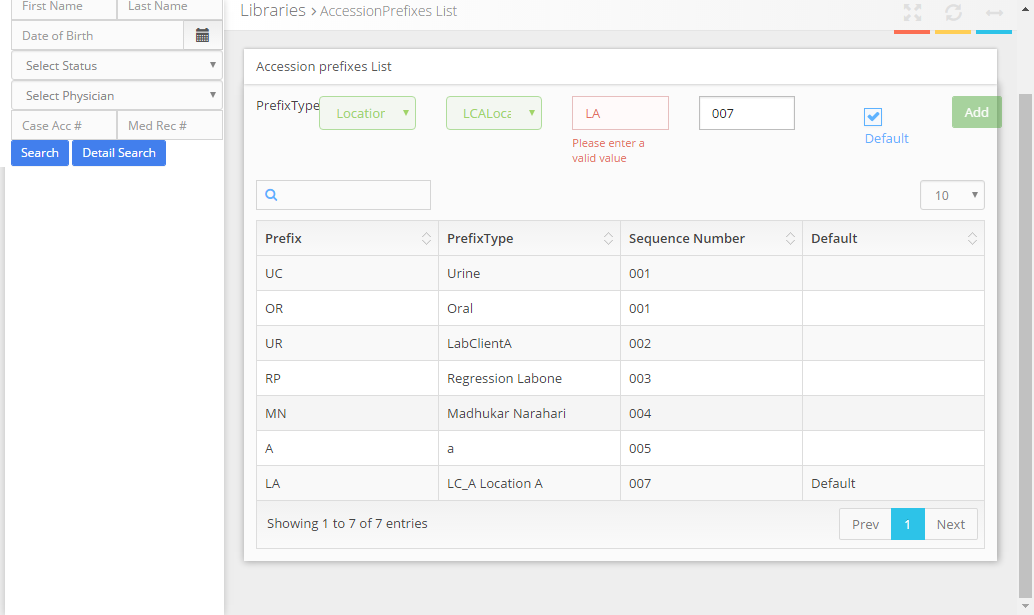 First Name Last Name
Date of Birth
Select Status
Select Physician
Case Acc # Med Rec #
Search Detail Search
Libraries > AccessionPrefixes List
Accession prefixes List
PrefixType Location LCALoca LA 007 Add
Please enter a
valid value
Default
10
Prefix PrefixType Sequence Number Default
UC Urine 001
OR Oral 001
UR LabClientA 002
RP Regression Labone 003
MN Madhukar Narahari 004
A a 005
LA LC_A Location A 007 Default
Showing 1 to 7 of 7 entries
Prev 1 Next